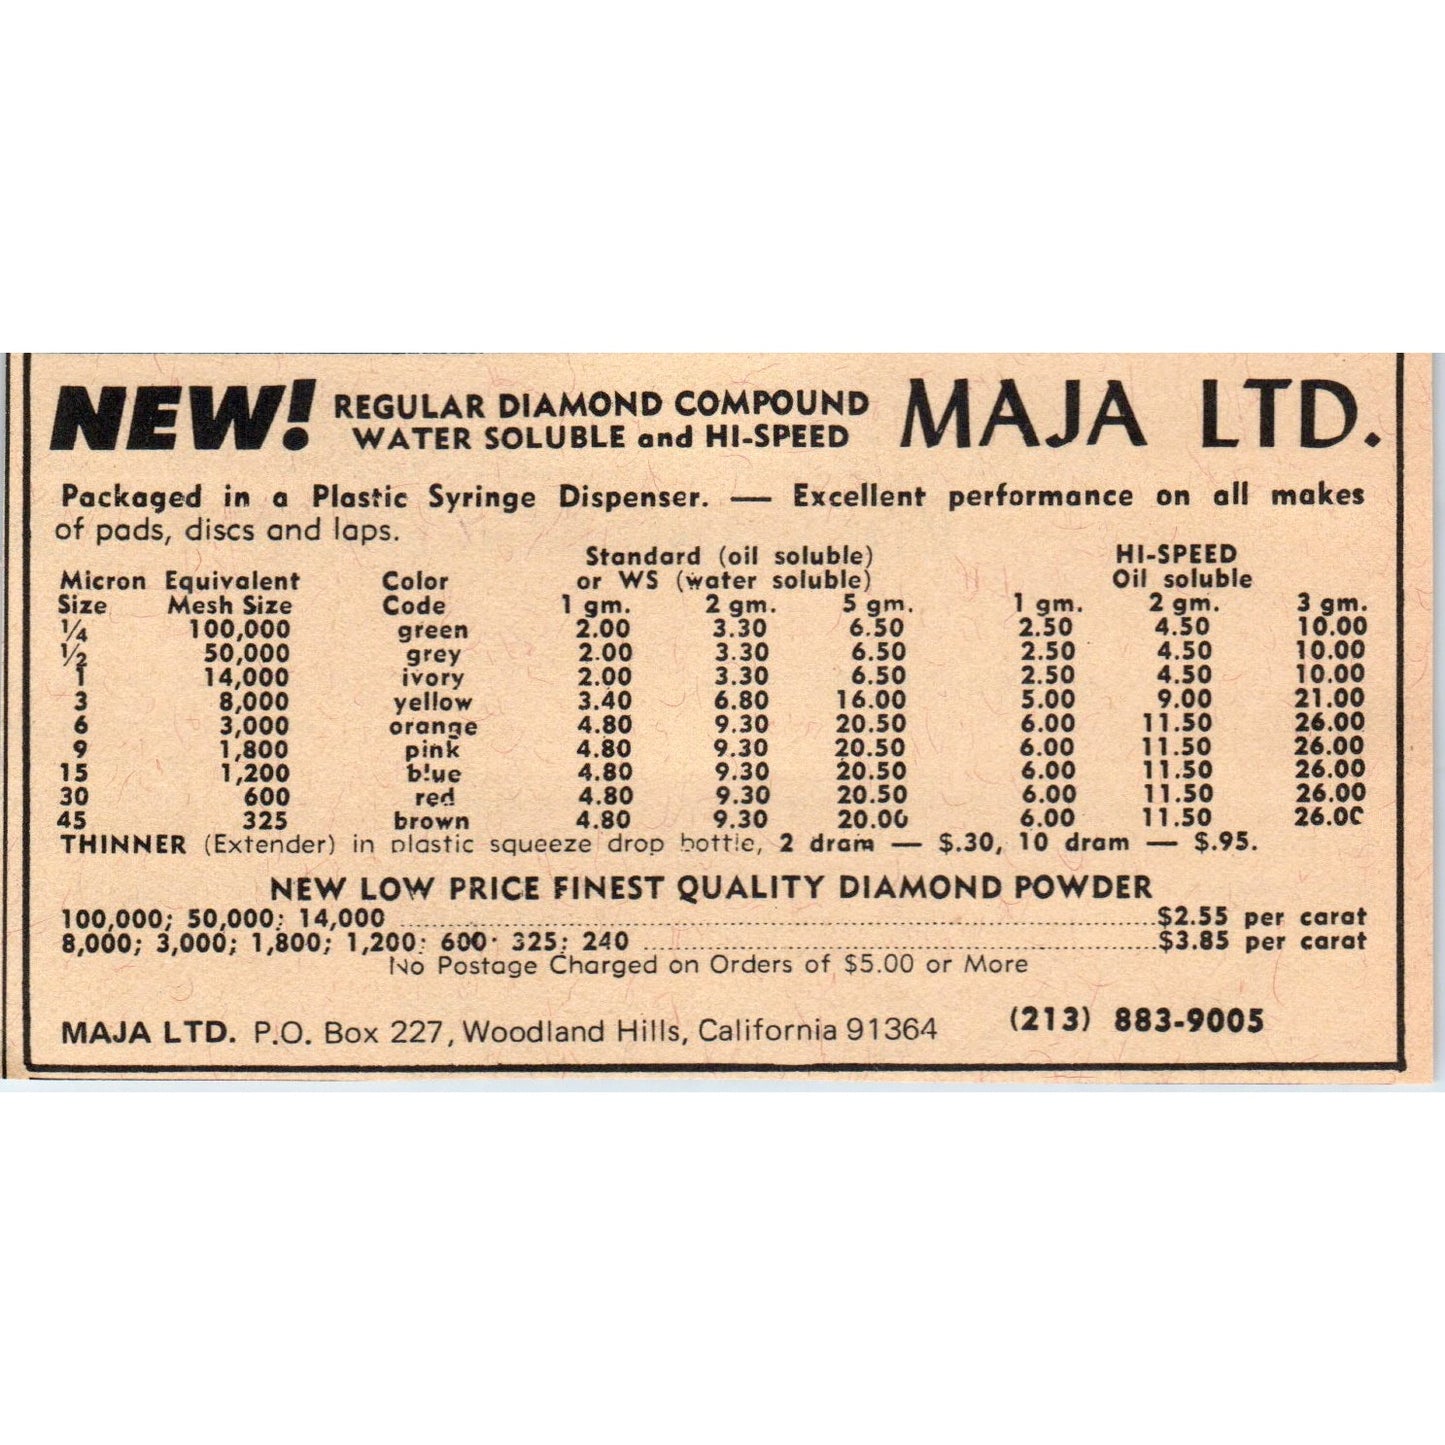 NEW! REGULAR DIAMOND COMPOUND MAJA LTD.
WATER SOLUBLE and HI-SPEED
Packaged in a Plastic Syringe Dispenser. — Excellent performance on all makes
of pads, discs and laps.
Standard (oil soluble) HI-SPEED
Micron Equivalent Color or WS (water soluble) Oil soluble
Size Mesh Size Code 1 gm. 2 gm. 5 gm. 1 gm. 2 gm. 3 gm.
1/4 100,000 green 2.00 3.30 6.50 2.50 4.50 10.00
1/2 50,000 grey 2.00 3.30 6.50 2.50 4.50 10.00
1 14,000 ivory 2.00 3.30 6.50 2.50 4.50 10.00
3 8,000 yellow 3.40 6.80 16.00 5.00 9.00 21.00
6 3,000 orange 4.80 9.30 20.50 6.00 11.50 26.00
9 1,800 pink 4.80 9.30 20.50 6.00 11.50 26.00
15 1,200 blue 4.80 9.30 20.50 6.00 11.50 26.00
30 600 red 4.80 9.30 20.50 6.00 11.50 26.00
45 325 brown 4.80 9.30 20.00 6.00 11.50 26.00
THINNER (Extender) in plastic squeeze drop bottle, 2 dram — $.30, 10 dram — $.95.
NEW LOW PRICE FINEST QUALITY DIAMOND POWDER
100,000; 50,000; 14,000 ........ $2.55 per carat
8,000; 3,000; 1,800; 1,200; 600; 325; 240 ........ $3.85 per carat
No Postage Charged on Orders of $5.00 or More
MAJA LTD. P.O. Box 227, Woodland Hills, California 91364 (213) 883-9005